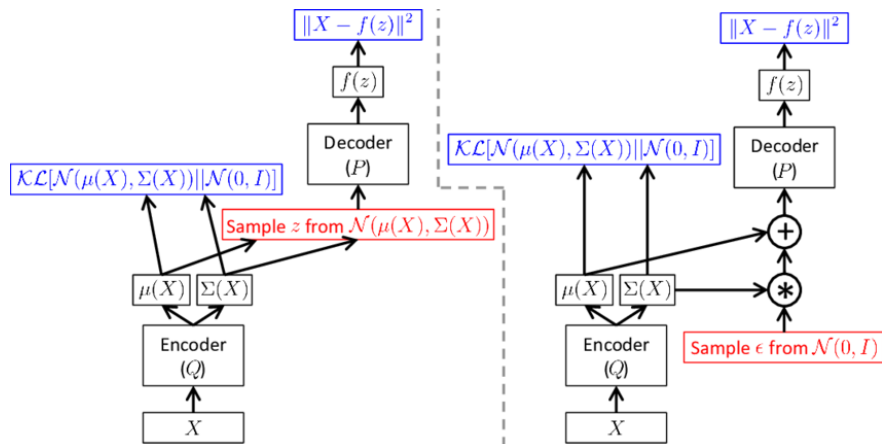 ‖X − f(z)‖²
f(z)
Decoder
(P)
𝒦ℒ[𝒩(μ(X), Σ(X))||𝒩(0, I)]
Sample z from 𝒩(μ(X), Σ(X))
μ(X)
Σ(X)
Encoder
(Q)
X
‖X − f(z)‖²
f(z)
Decoder
(P)
𝒦ℒ[𝒩(μ(X), Σ(X))||𝒩(0, I)]
+
μ(X)
Σ(X)
*
Encoder
(Q)
Sample ϵ from 𝒩(0, I)
X